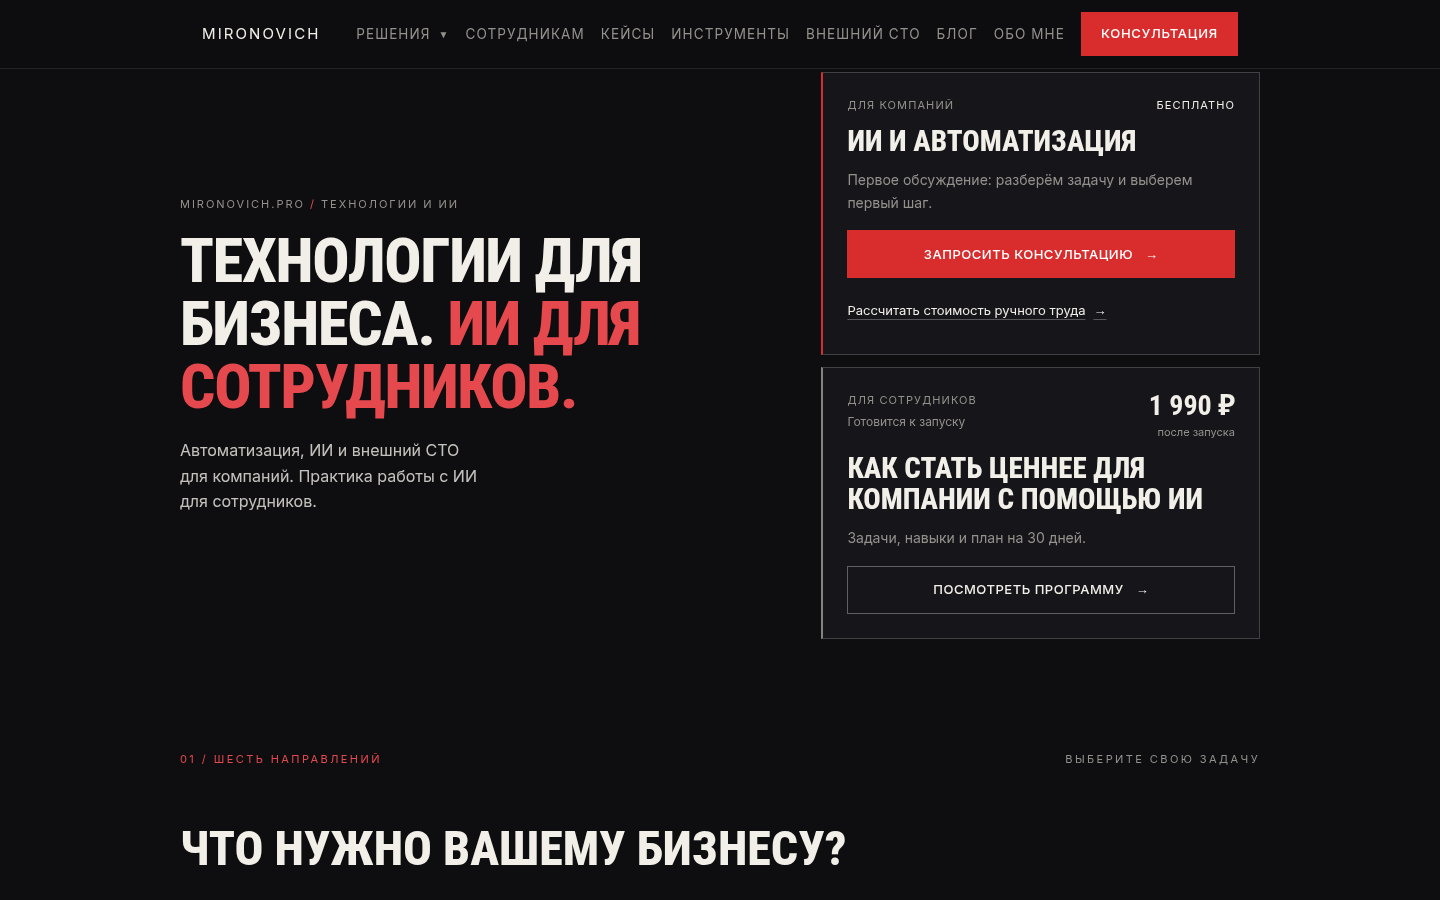 MIRONOVICH
РЕШЕНИЯ ▼
СОТРУДНИКАМ
КЕЙСЫ
ИНСТРУМЕНТЫ
ВНЕШНИЙ CTO
БЛОГ
ОБО МНЕ
КОНСУЛЬТАЦИЯ
MIRONOVICH.PRO / ТЕХНОЛОГИИ И ИИ
ТЕХНОЛОГИИ ДЛЯ
БИЗНЕСА. ИИ ДЛЯ
СОТРУДНИКОВ.
Автоматизация, ИИ и внешний CTO
для компаний. Практика работы с ИИ
для сотрудников.
ДЛЯ КОМПАНИЙ
БЕСПЛАТНО
ИИ И АВТОМАТИЗАЦИЯ
Первое обсуждение: разберём задачу и выберем
первый шаг.
ЗАПРОСИТЬ КОНСУЛЬТАЦИЮ →
Рассчитать стоимость ручного труда →
ДЛЯ СОТРУДНИКОВ
Готовится к запуску
1 990 ₽
после запуска
КАК СТАТЬ ЦЕННЕЕ ДЛЯ
КОМПАНИИ С ПОМОЩЬЮ ИИ
Задачи, навыки и план на 30 дней.
ПОСМОТРЕТЬ ПРОГРАММУ →
01 / ШЕСТЬ НАПРАВЛЕНИЙ
ВЫБЕРИТЕ СВОЮ ЗАДАЧУ
ЧТО НУЖНО ВАШЕМУ БИЗНЕСУ?